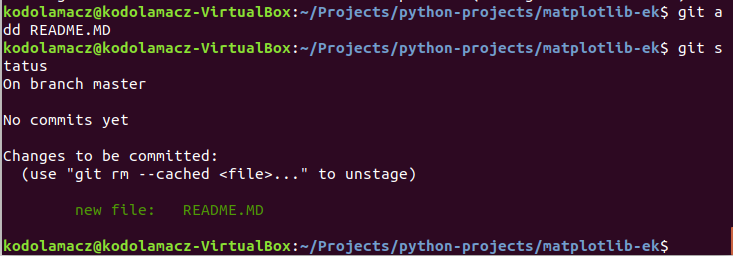 kodolamacz@kodolamacz-VirtualBox:~/Projects/python-projects/matplotlib-ek$ git a
dd README.MD
kodolamacz@kodolamacz-VirtualBox:~/Projects/python-projects/matplotlib-ek$ git s
tatus
On branch master
No commits yet
Changes to be committed:
(use "git rm --cached <file>..." to unstage)
new file: README.MD
kodolamacz@kodolamacz-VirtualBox:~/Projects/python-projects/matplotlib-ek$